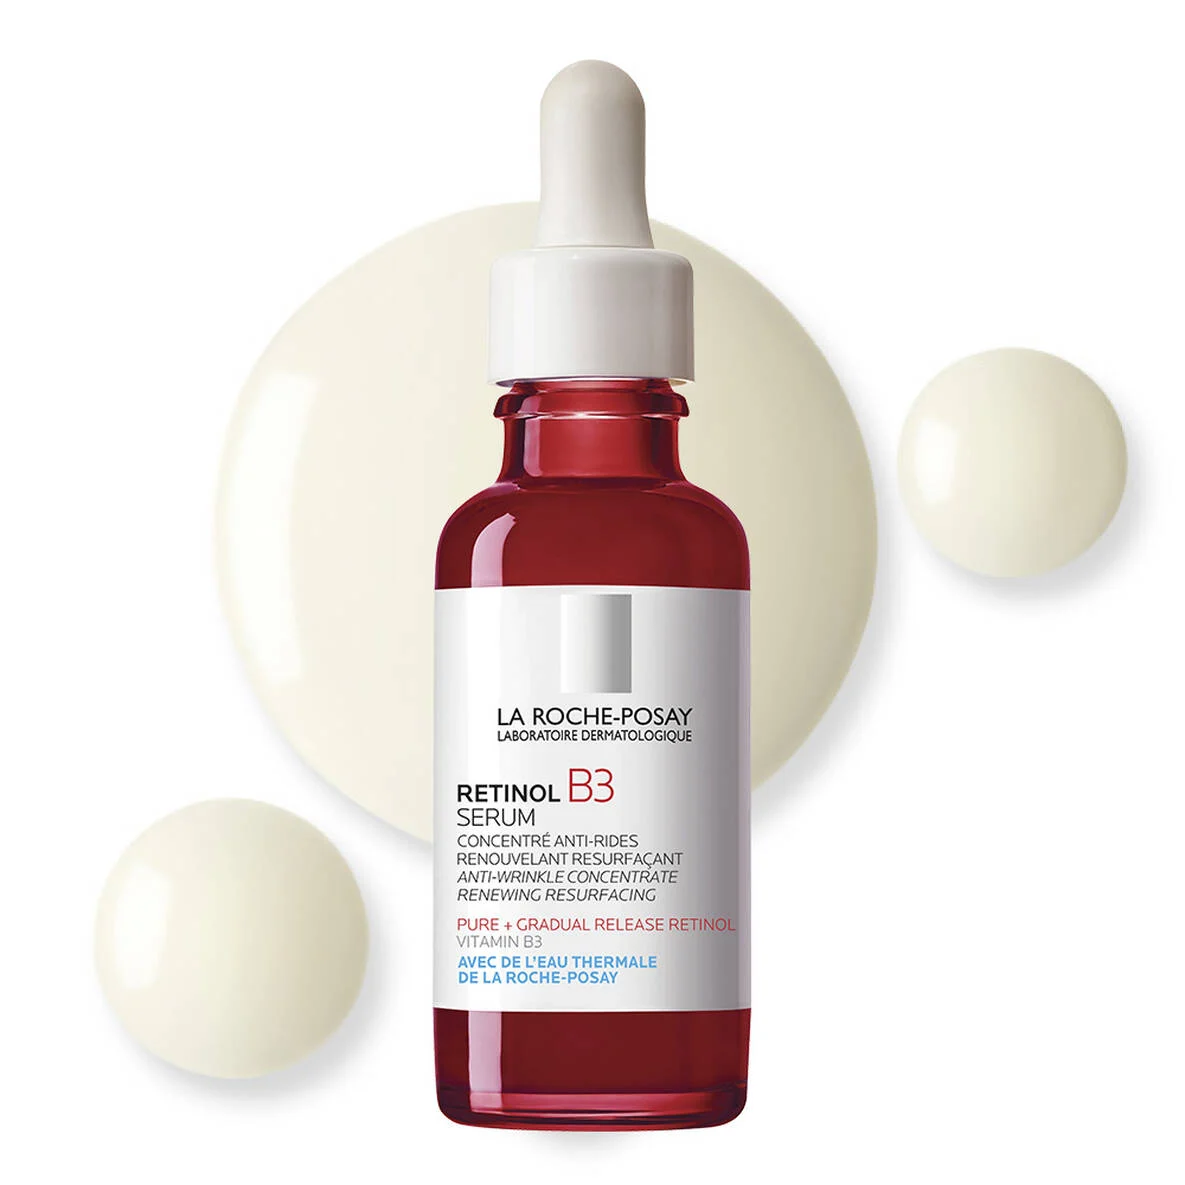 LA ROCHE-POSAY
LABORATOIRE DERMATOLOGIQUE
RETINOL B3
SERUM
CONCENTRÉ ANTI-RIDES
RENOUVELANT RESURFAÇANT
ANTI-WRINKLE CONCENTRATE
RENEWING RESURFACING
PURE + GRADUAL RELEASE RETINOL
VITAMIN B3
AVEC DE L'EAU THERMALE
DE LA ROCHE-POSAY